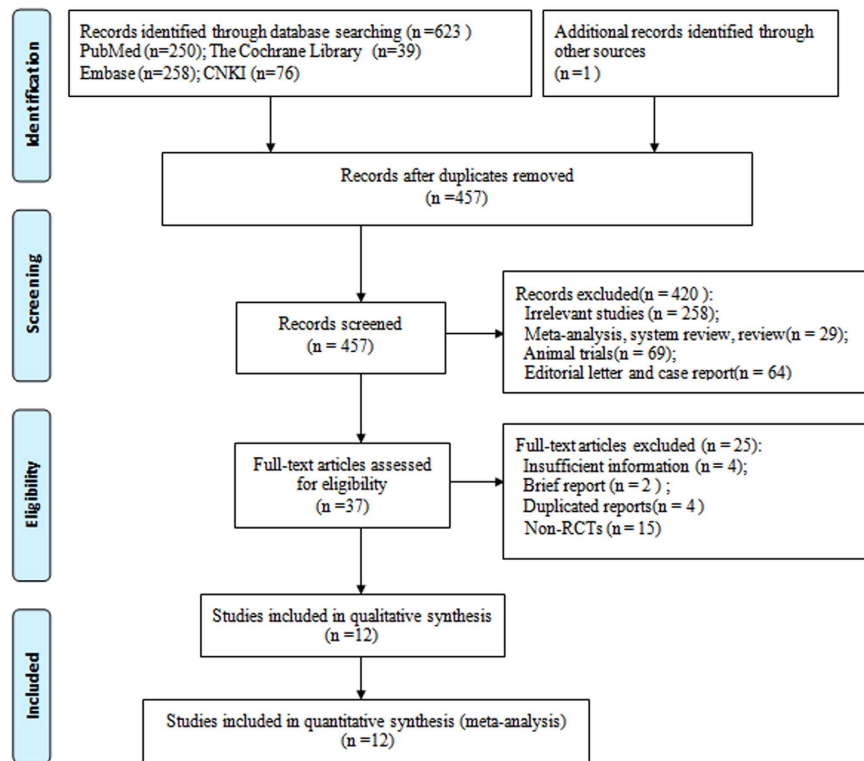 Identification
Records identified through database searching (n =623 )
PubMed (n=250); The Cochrane Library (n=39)
Embase (n=258); CNKI (n=76)
Additional records identified through
other sources
(n =1 )
Records after duplicates removed
(n =457)
Screening
Records screened
(n = 457)
Records excluded(n = 420 ):
Irrelevant studies (n = 258);
Meta-analysis, system review, review(n = 29);
Animal trials(n = 69);
Editorial letter and case report(n = 64)
Eligibility
Full-text articles assessed
for eligibility
(n =37)
Full-text articles excluded (n = 25):
Insufficient information (n = 4);
Brief report (n = 2 ) ;
Duplicated reports(n = 4 )
Non-RCTs (n = 15)
Included
Studies included in qualitative synthesis
(n =12)
Studies included in quantitative synthesis (meta-analysis)
(n =12)